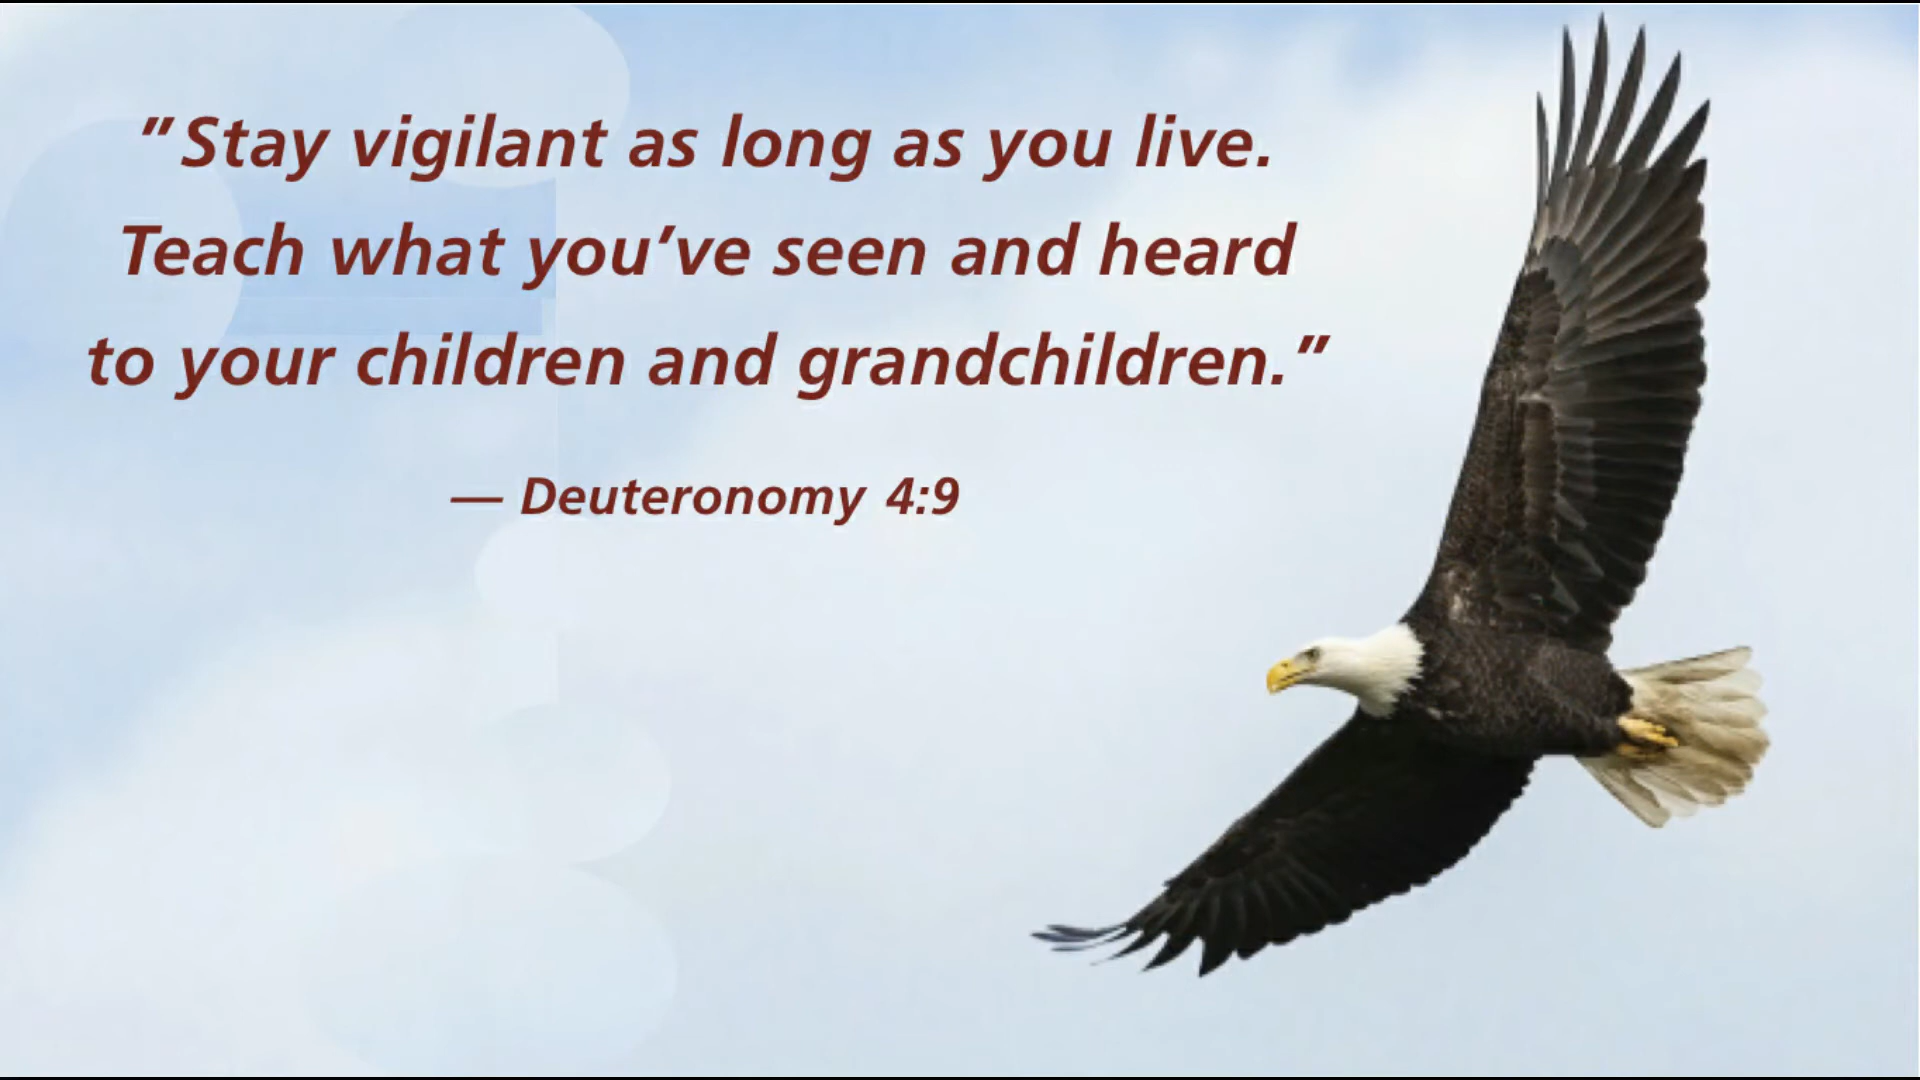 "Stay vigilant as long as you live.
Teach what you've seen and heard
to your children and grandchildren."
— Deuteronomy 4:9